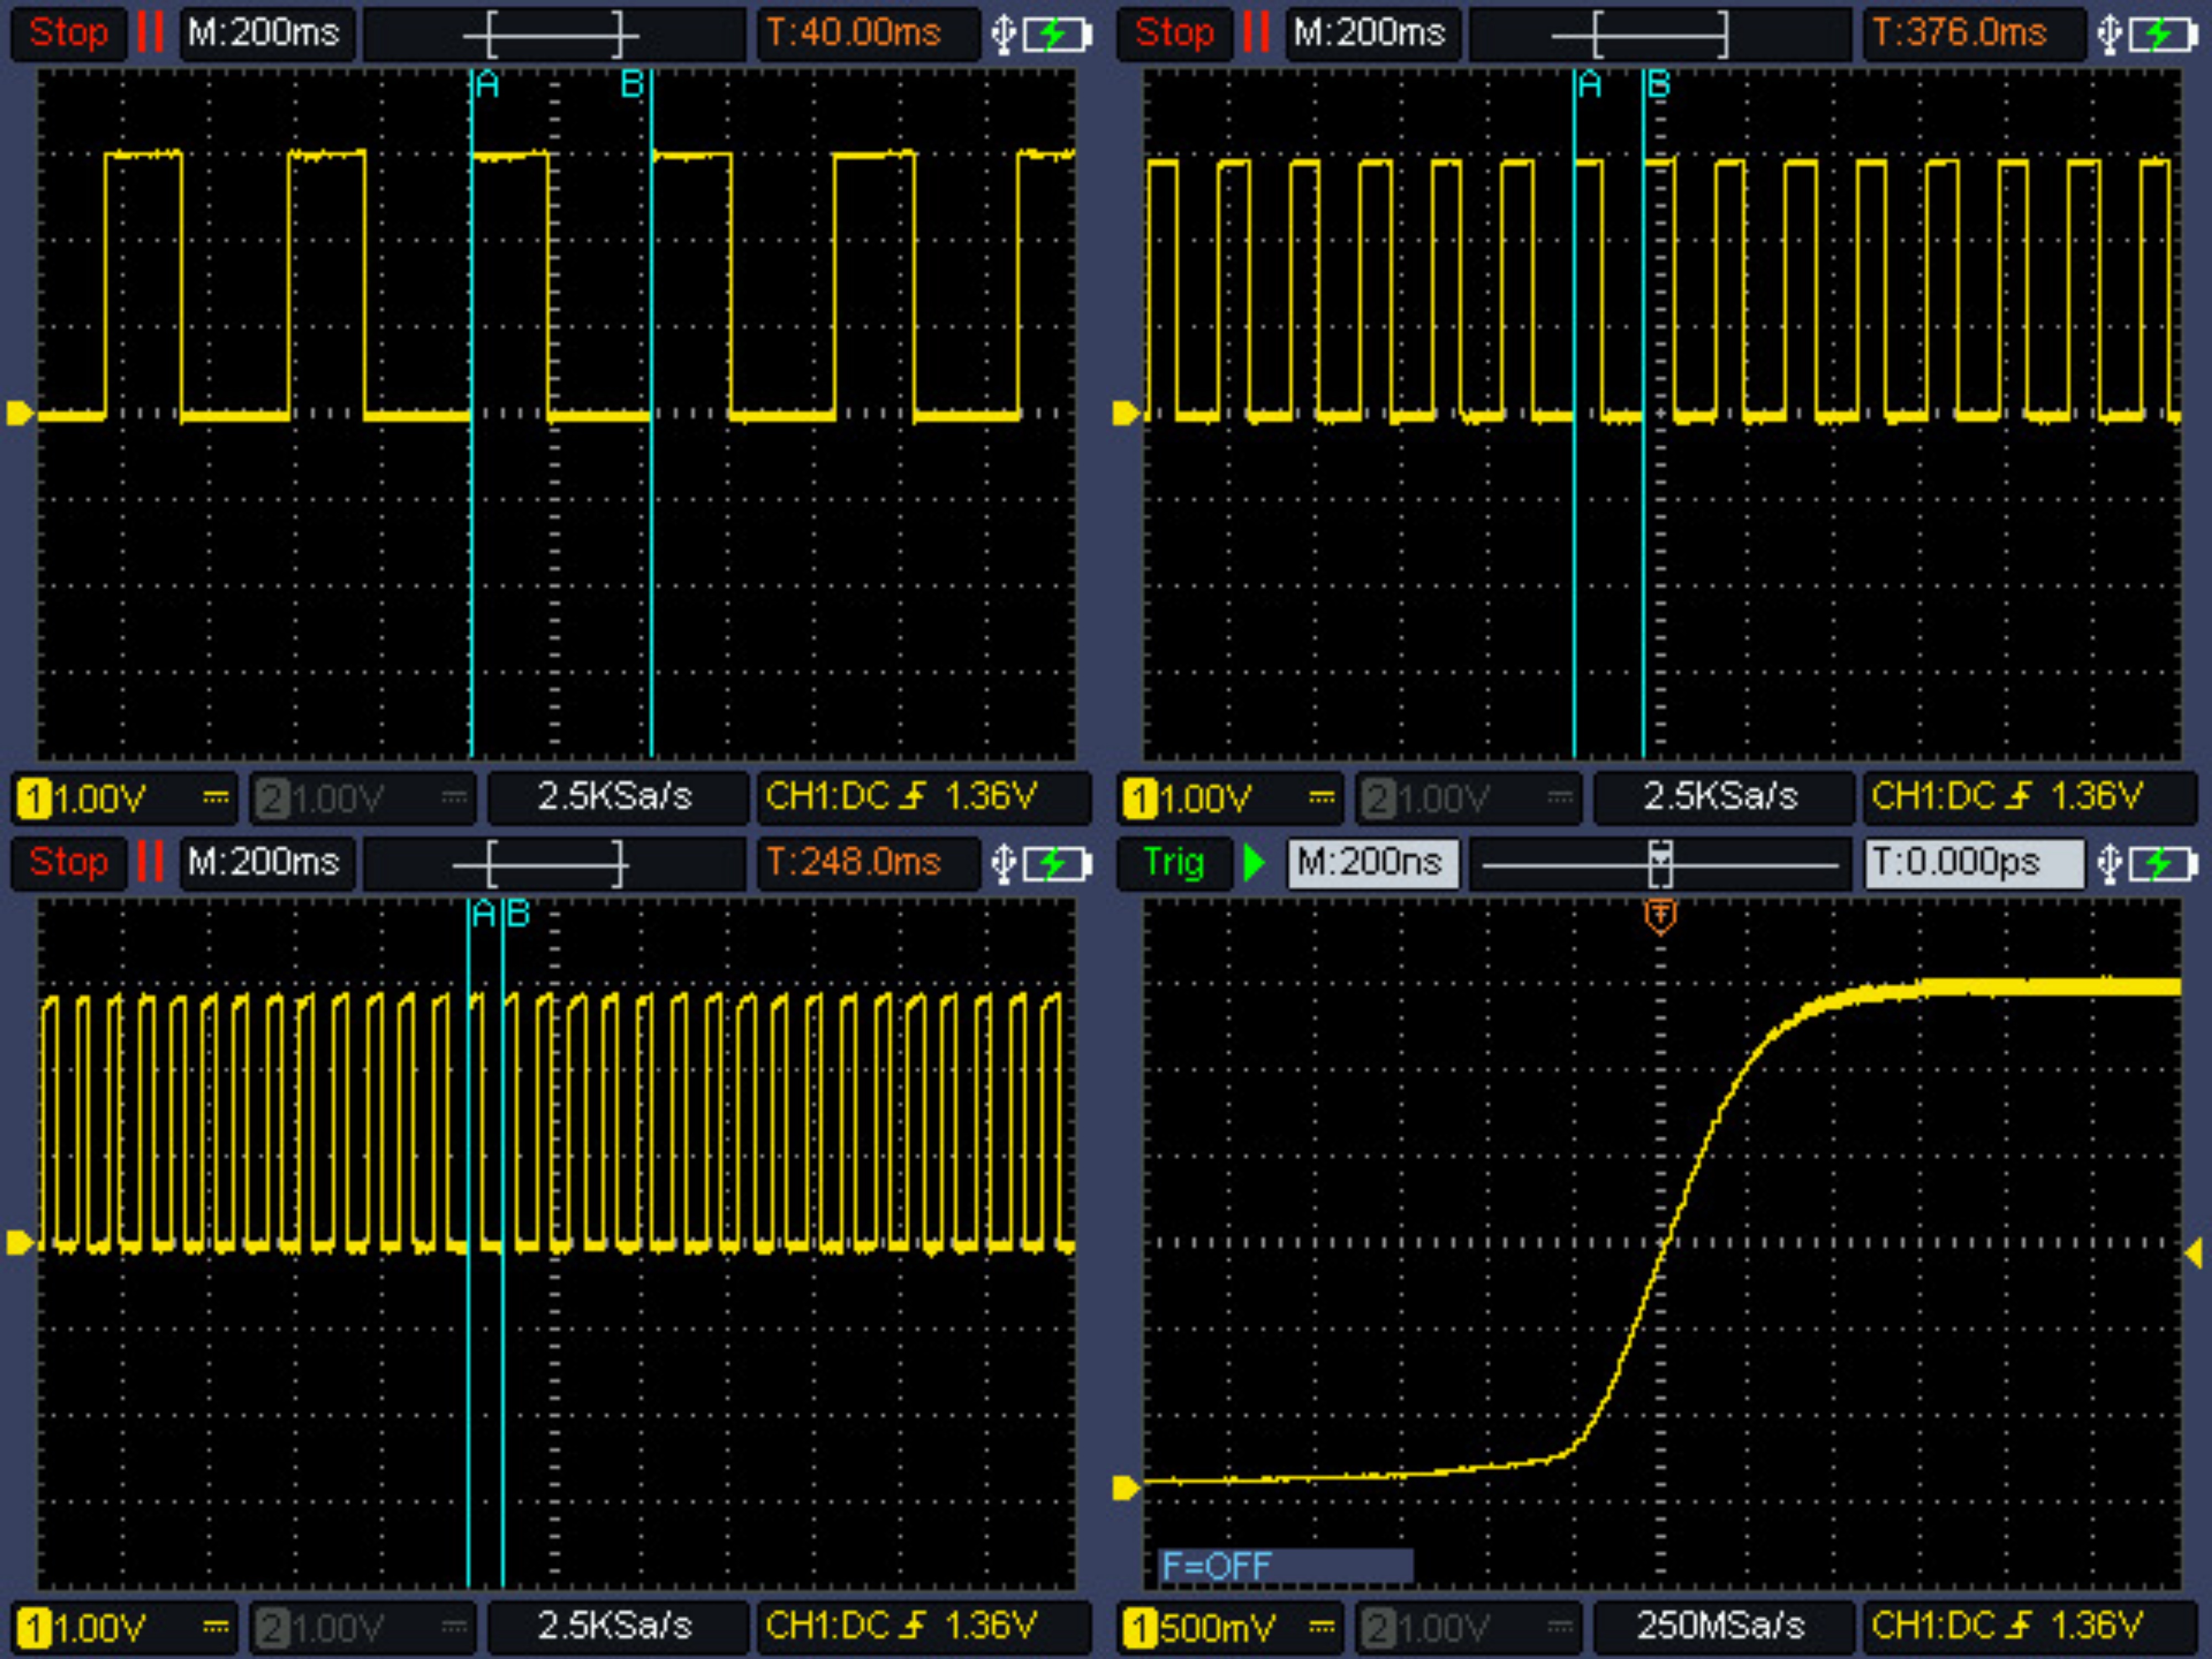 Stop M:200ms T:40.00ms
A B
1 1.00V 2 1.00V 2.5KSa/s CH1:DC 1.36V
Stop M:200ms T:376.0ms
A B
1 1.00V 2 1.00V 2.5KSa/s CH1:DC 1.36V
Stop M:200ms T:248.0ms
A B
1 1.00V 2 1.00V 2.5KSa/s CH1:DC 1.36V
Trig M:200ns T:0.000ps
T
F=OFF
1 500mV 2 1.00V 250MSa/s CH1:DC 1.36V